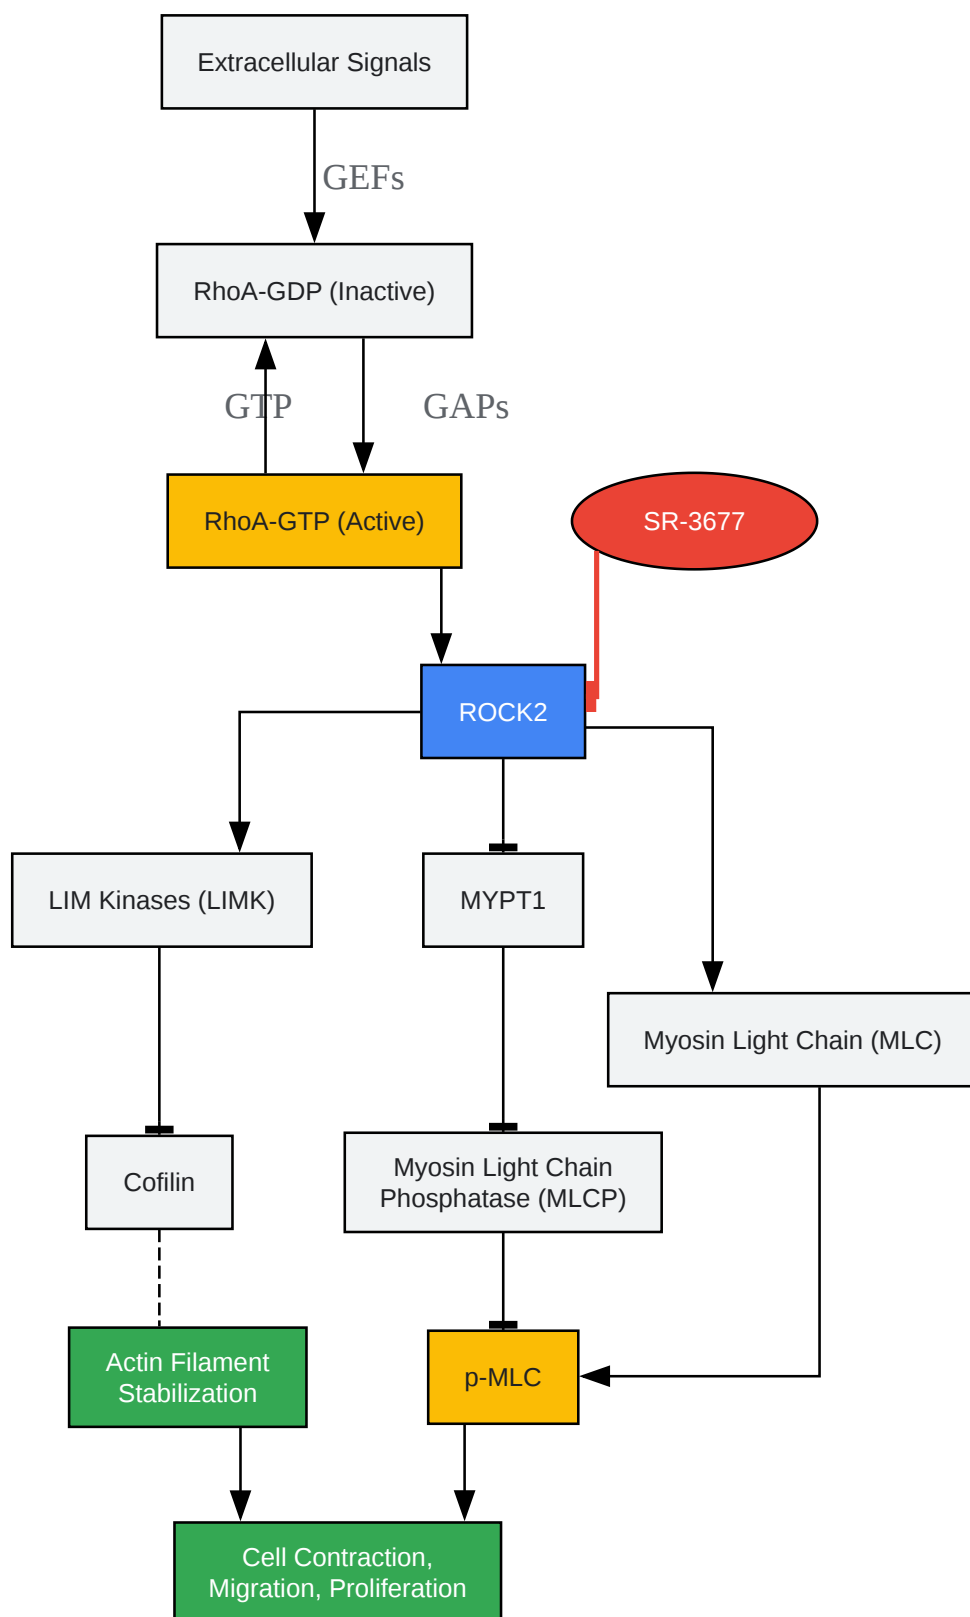 Extracellular Signals
GEFs
RhoA-GDP (Inactive)
GTP
GAPs
RhoA-GTP (Active)
SR-3677
ROCK2
LIM Kinases (LIMK)
MYPT1
Myosin Light Chain (MLC)
Cofilin
Myosin Light Chain
Phosphatase (MLCP)
Actin Filament
Stabilization
p-MLC
Cell Contraction,
Migration, Proliferation